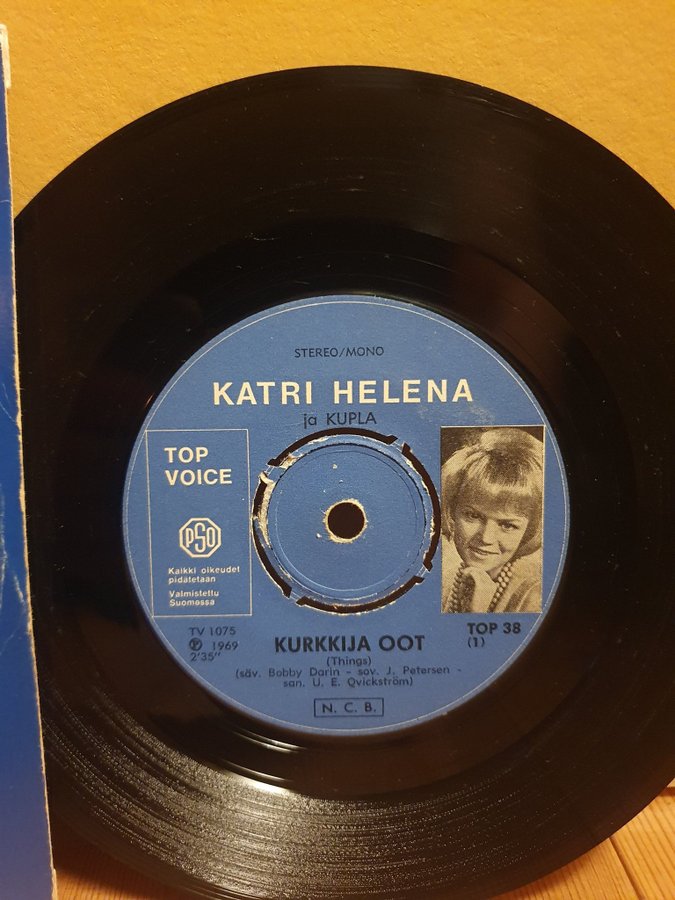 STEREO/MONO
KATRI HELENA
ja KUPLA
TOP
VOICE
PSO
Kaikki oikeudet
pidätetaan
Valmistettu
Suomessa
TV 1075
℗ 1969
2'35"
KURKKIJA OOT
(Things)
(säv. Bobby Darin - sov. J. Petersen -
san. U. E. Qvickström)
TOP 38
(1)
N. C. B.